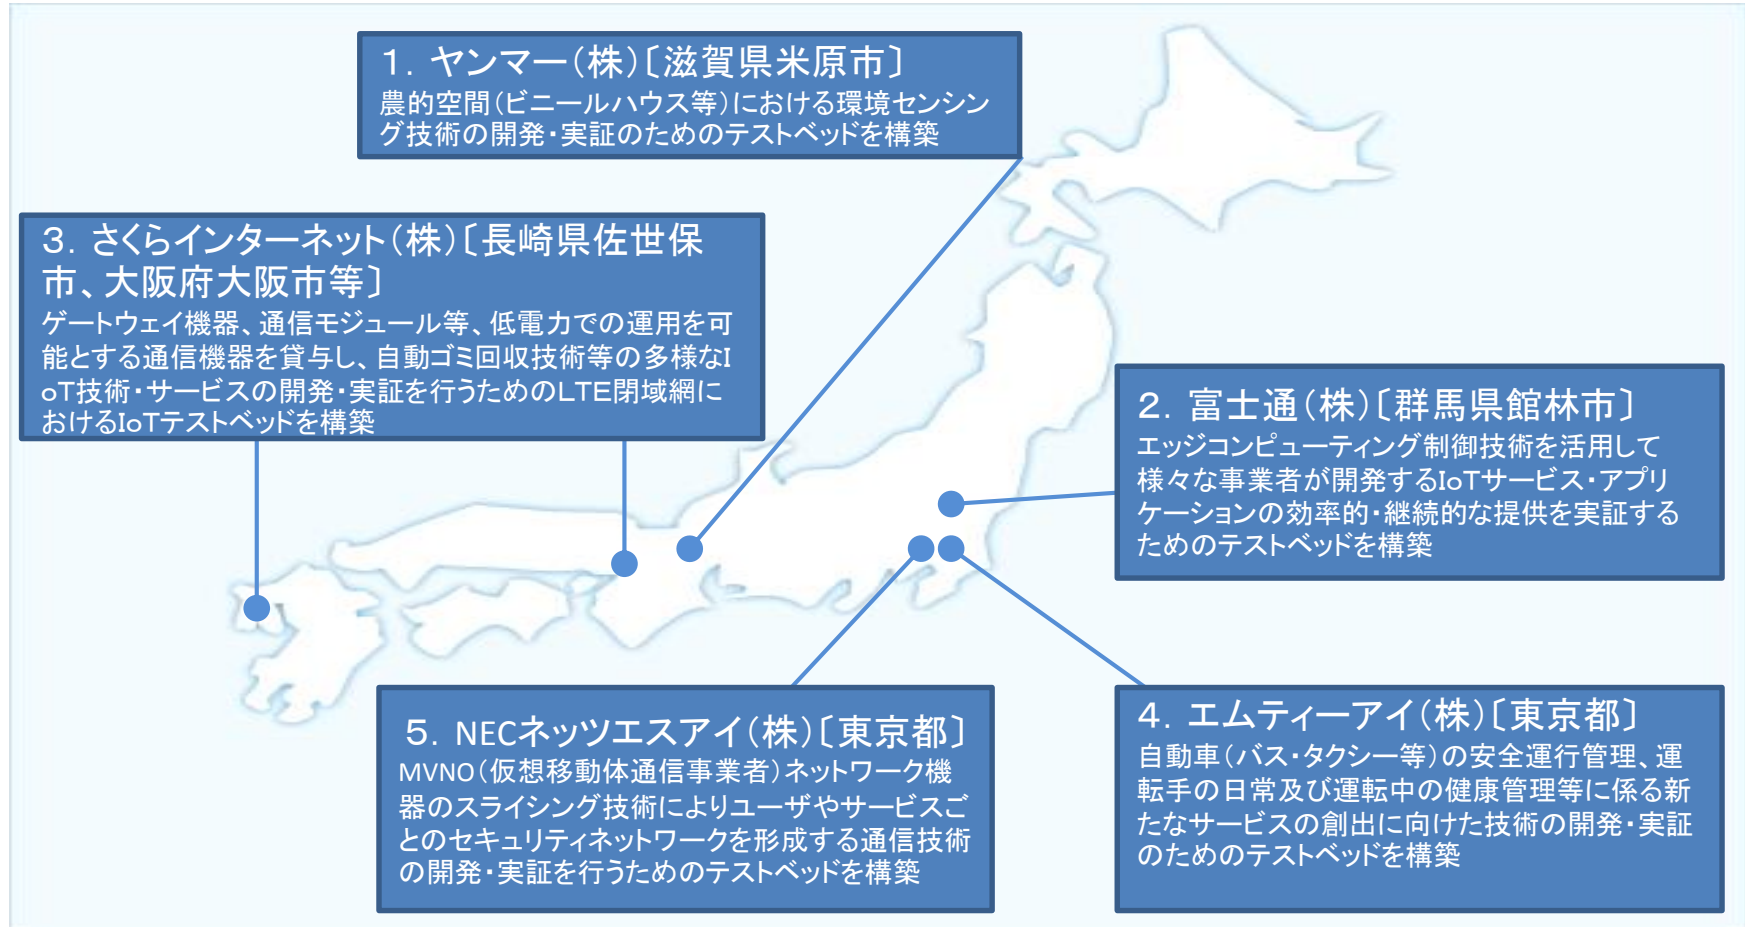 1．ヤンマー（株）〔滋賀県米原市〕
農的空間（ビニールハウス等）における環境センシン
グ技術の開発・実証のためのテストベッドを構築
3．さくらインターネット（株）〔長崎県佐世保
市、大阪府大阪市等〕
ゲートウェイ機器、通信モジュール等、低電力での運用を可
能とする通信機器を貸与し、自動ゴミ回収技術等の多様なI
oT技術・サービスの開発・実証を行うためのLTE閉域網に
おけるIoTテストベッドを構築
2．富士通（株）〔群馬県館林市〕
エッジコンピューティング制御技術を活用して
様々な事業者が開発するIoTサービス・アプリ
ケーションの効率的・継続的な提供を実証する
ためのテストベッドを構築
5．NECネッツエスアイ（株）〔東京都〕
MVNO（仮想移動体通信事業者）ネットワーク機
器のスライシング技術によりユーザやサービスご
とのセキュリティネットワークを形成する通信技術
の開発・実証を行うためのテストベッドを構築
4．エムティーアイ（株）〔東京都〕
自動車（バス・タクシー等）の安全運行管理、運
転手の日常及び運転中の健康管理等に係る新
たなサービスの創出に向けた技術の開発・実証
のためのテストベッドを構築